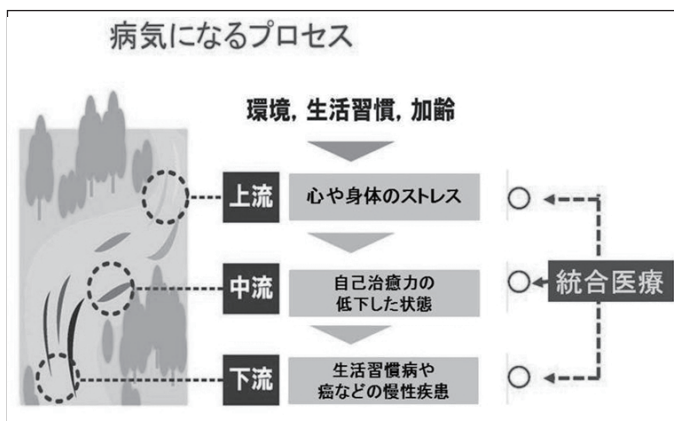 病気になるプロセス
環境, 生活習慣, 加齢
上流
心や身体のストレス
中流
自己治癒力の
低下した状態
統合医療
下流
生活習慣病や
癌などの慢性疾患